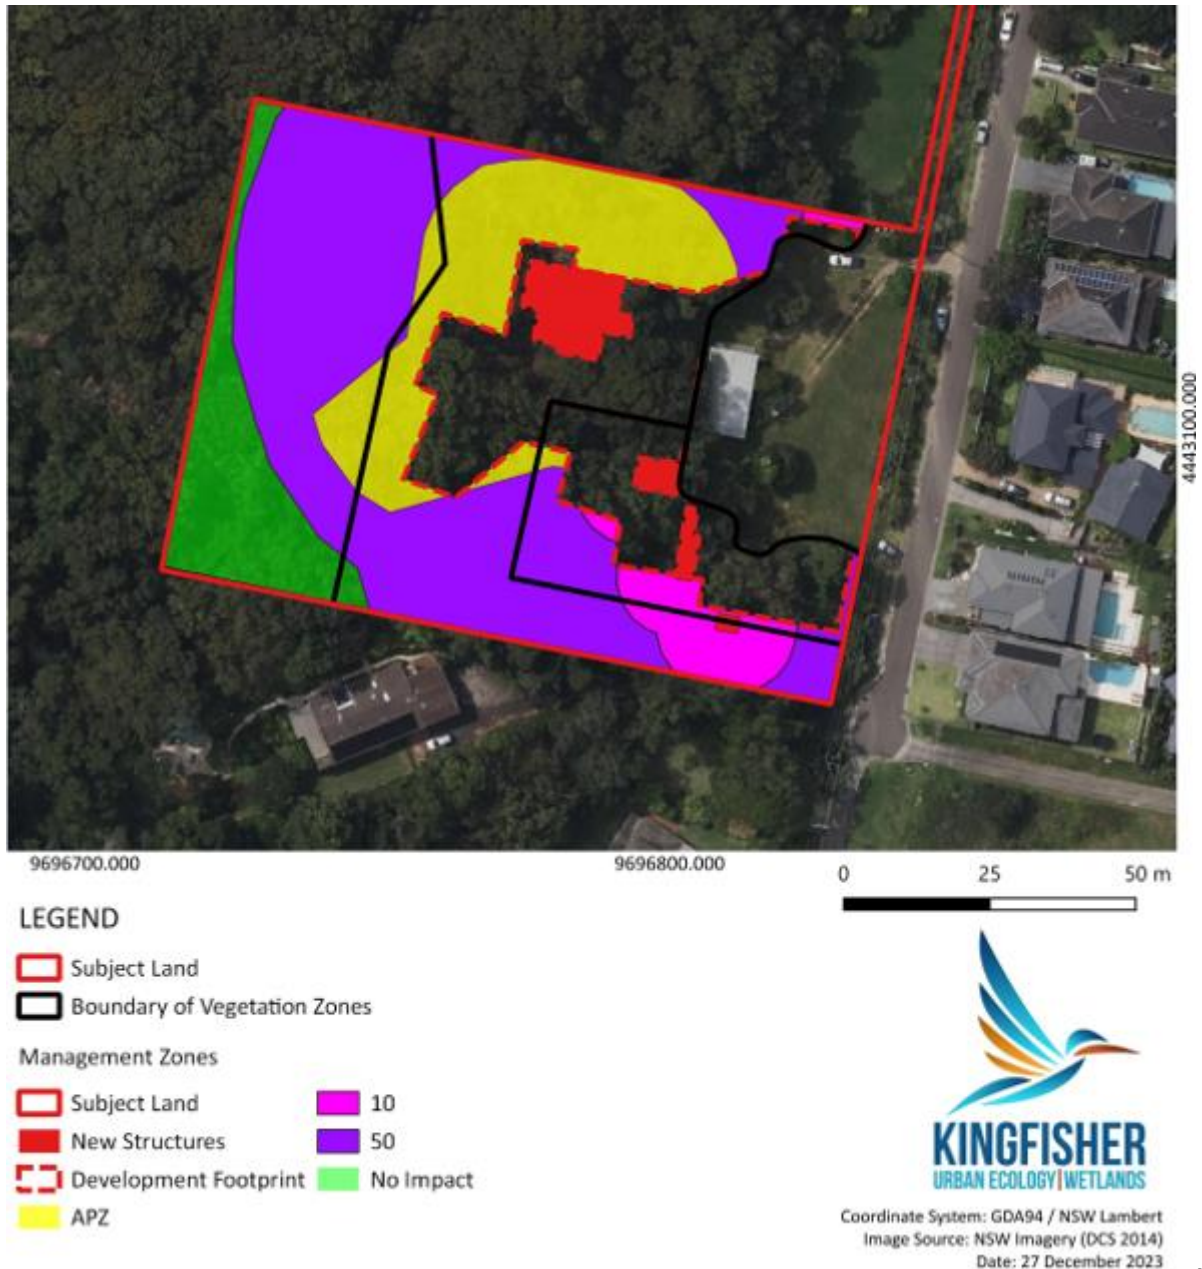 4443100.000
9696700.000
9696800.000
0 25 50 m
LEGEND
Subject Land
Boundary of Vegetation Zones
Management Zones
Subject Land
New Structures
Development Footprint
APZ
10
50
No Impact
KINGFISHER
URBAN ECOLOGY|WETLANDS
Coordinate System: GDA94 / NSW Lambert
Image Source: NSW Imagery (DCS 2014)
Date: 27 December 2023